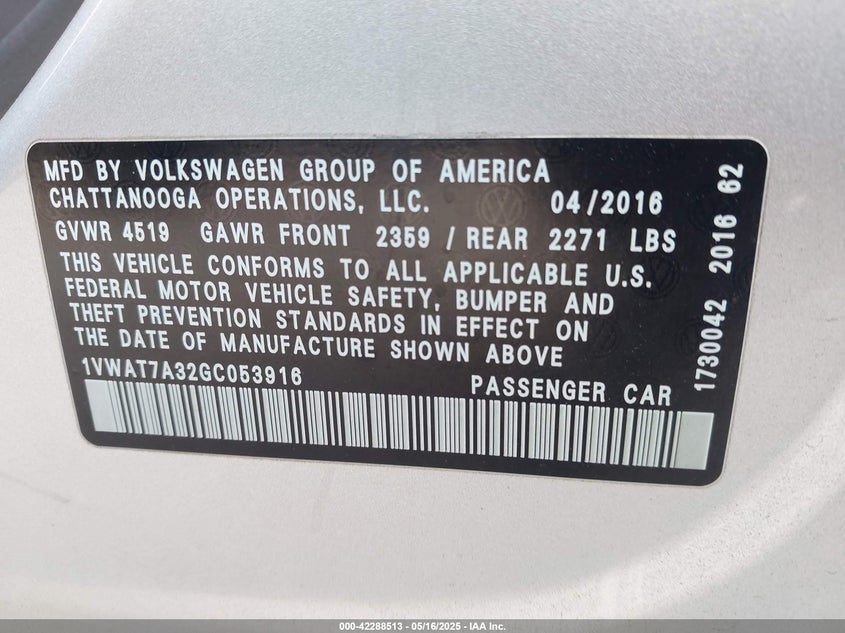 MFD BY VOLKSWAGEN GROUP OF AMERICA
CHATTANOOGA OPERATIONS, LLC. 04/2016
GVWR 4519 GAWR FRONT 2359 / REAR 2271 LBS
THIS VEHICLE CONFORMS TO ALL APPLICABLE U.S.
FEDERAL MOTOR VEHICLE SAFETY, BUMPER AND
THEFT PREVENTION STANDARDS IN EFFECT ON
THE DATE OF MANUFACTURE SHOWN ABOVE
1VWAT7A32GC053916 PASSENGER CAR
1730042 2016 62
000-42288513 - 05/16/2025 - IAA Inc.